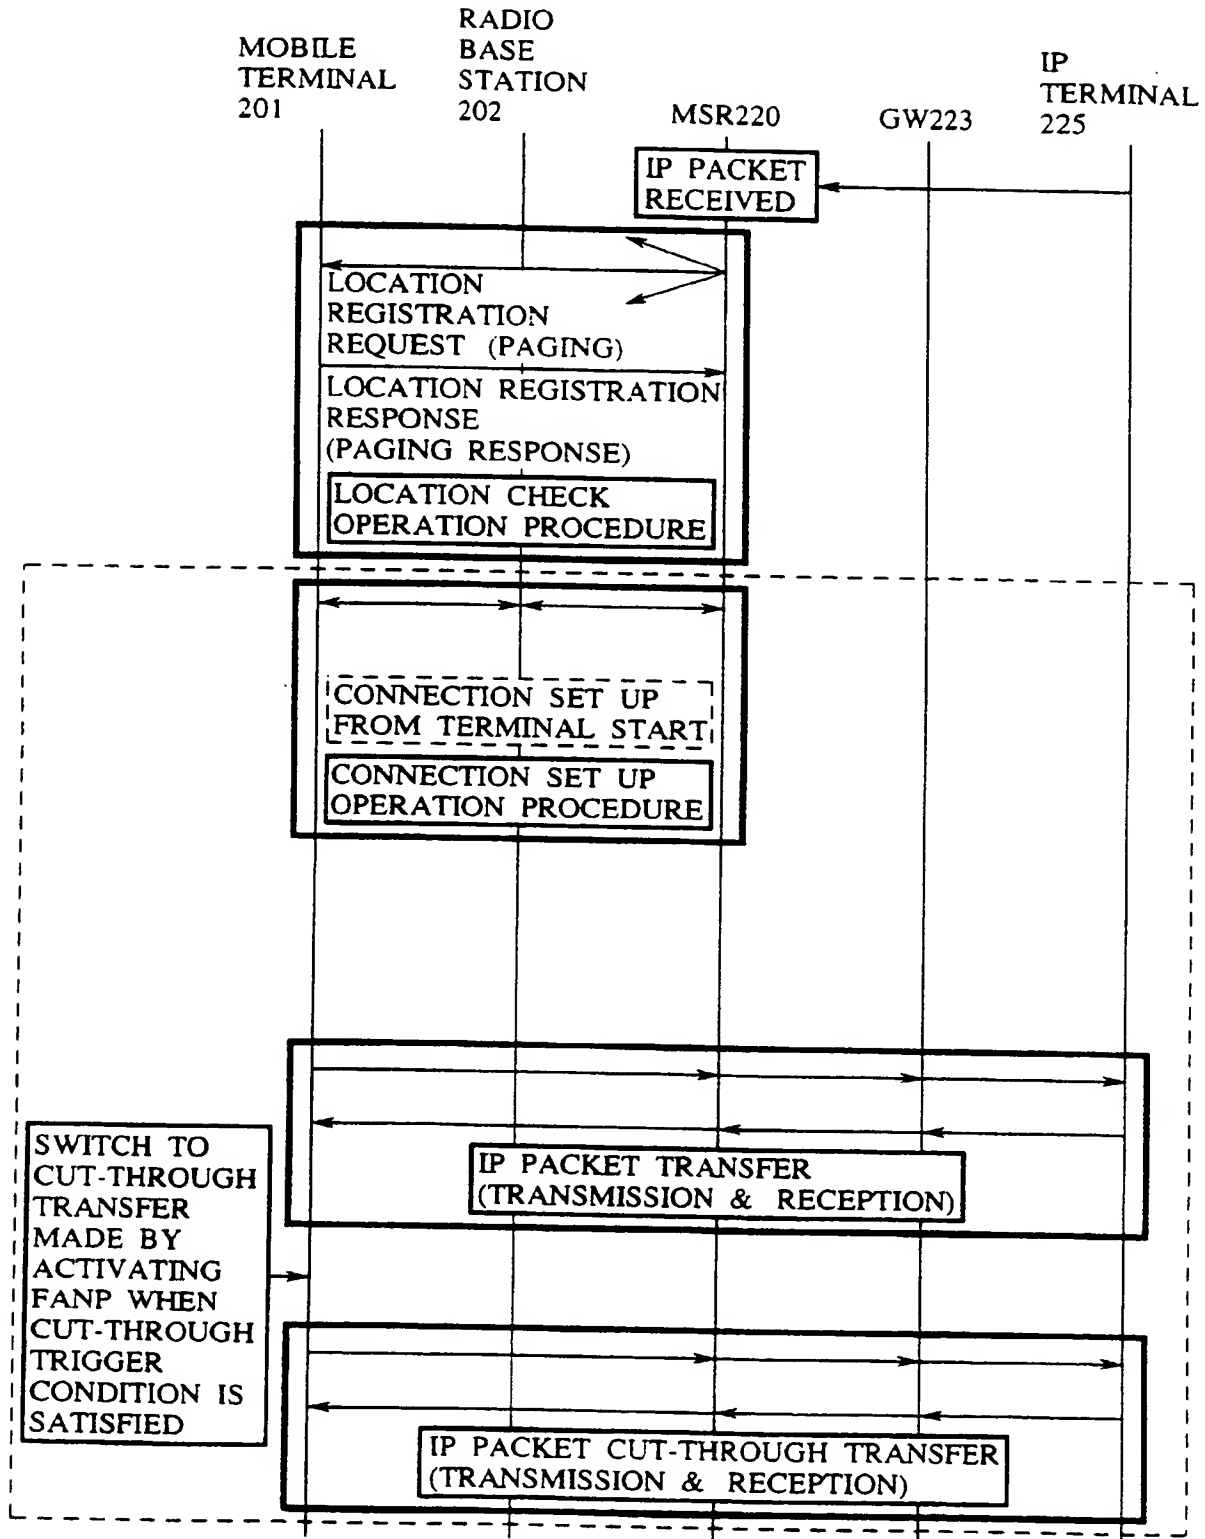 MOBILE
TERMINAL
201
RADIO
BASE
STATION
202
MSR220
GW223
IP
TERMINAL
225
IP PACKET
RECEIVED
LOCATION
REGISTRATION
REQUEST (PAGING)
LOCATION REGISTRATION
RESPONSE
(PAGING RESPONSE)
LOCATION CHECK
OPERATION PROCEDURE
CONNECTION SET UP
FROM TERMINAL START
CONNECTION SET UP
OPERATION PROCEDURE
IP PACKET TRANSFER
(TRANSMISSION & RECEPTION)
SWITCH TO
CUT-THROUGH
TRANSFER
MADE BY
ACTIVATING
FANP WHEN
CUT-THROUGH
TRIGGER
CONDITION IS
SATISFIED
IP PACKET CUT-THROUGH TRANSFER
(TRANSMISSION & RECEPTION)